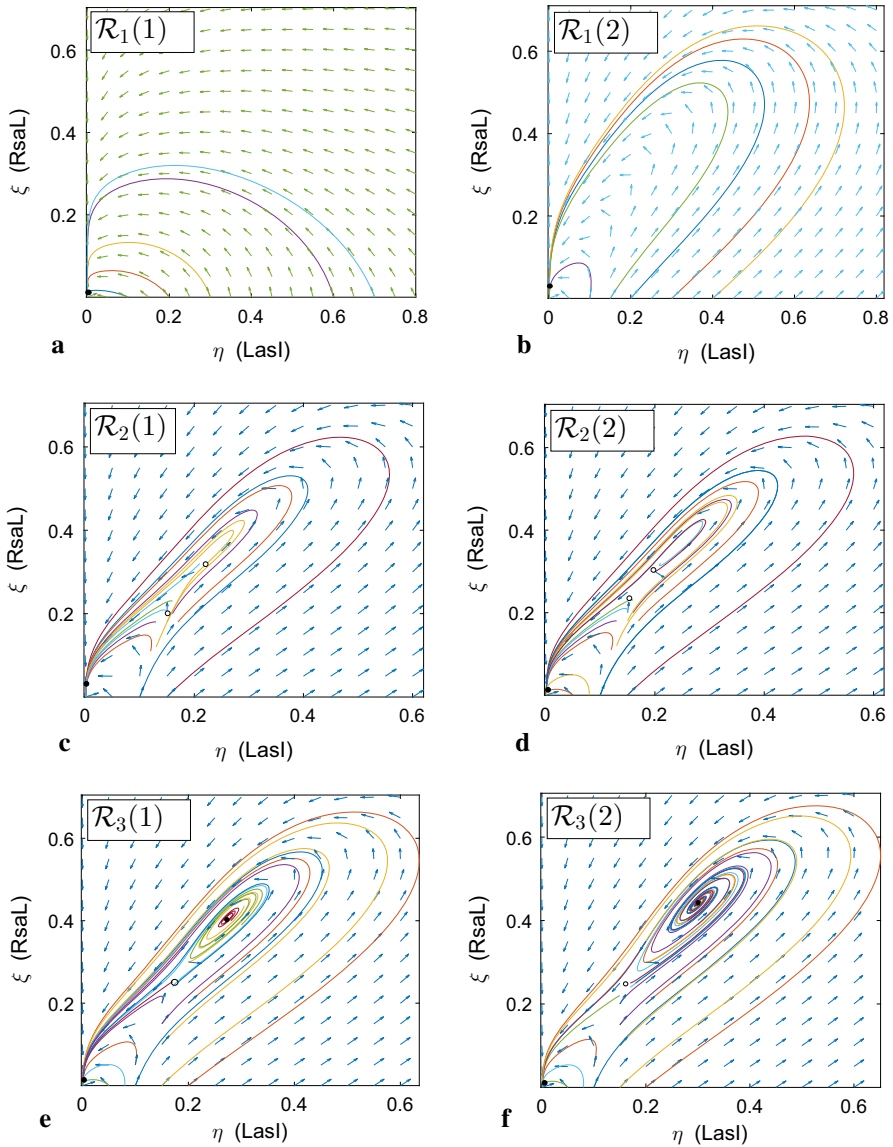 R₁(1)
ξ (RsaL)
0.6
0.4
0.2
0 0.2 0.4 0.6 0.8
η (LasI)
a
R₁(2)
ξ (RsaL)
0.6
0.4
0.2
0 0.2 0.4 0.6 0.8
η (LasI)
b
R₂(1)
ξ (RsaL)
0.6
0.4
0.2
0 0.2 0.4 0.6
η (LasI)
c
R₂(2)
ξ (RsaL)
0.6
0.4
0.2
0 0.2 0.4 0.6
η (LasI)
d
R₃(1)
ξ (RsaL)
0.6
0.4
0.2
0 0.2 0.4 0.6
η (LasI)
e
R₃(2)
ξ (RsaL)
0.6
0.4
0.2
0 0.2 0.4 0.6
η (LasI)
f